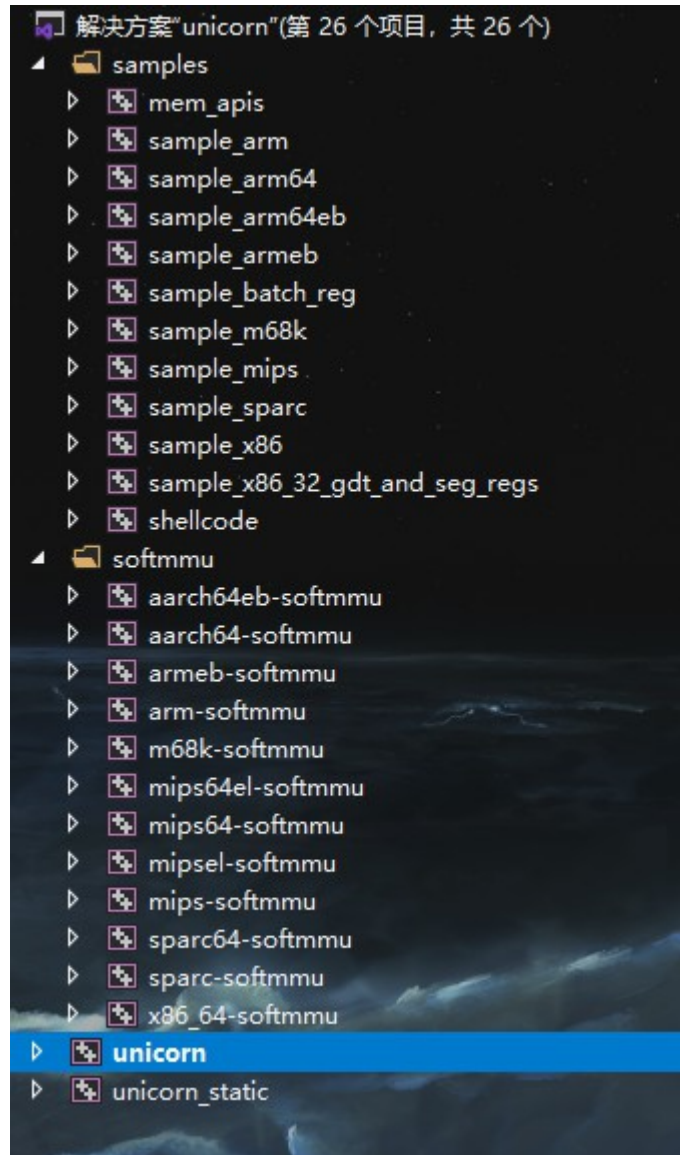 解决方案“unicorn”(第 26 个项目，共 26 个)
samples
mem_apis
sample_arm
sample_arm64
sample_arm64eb
sample_armeb
sample_batch_reg
sample_m68k
sample_mips
sample_sparc
sample_x86
sample_x86_32_gdt_and_seg_regs
shellcode
softmmu
aarch64eb-softmmu
aarch64-softmmu
armeb-softmmu
arm-softmmu
m68k-softmmu
mips64el-softmmu
mips64-softmmu
mipsel-softmmu
mips-softmmu
sparc64-softmmu
sparc-softmmu
x86_64-softmmu
unicorn
unicorn_static